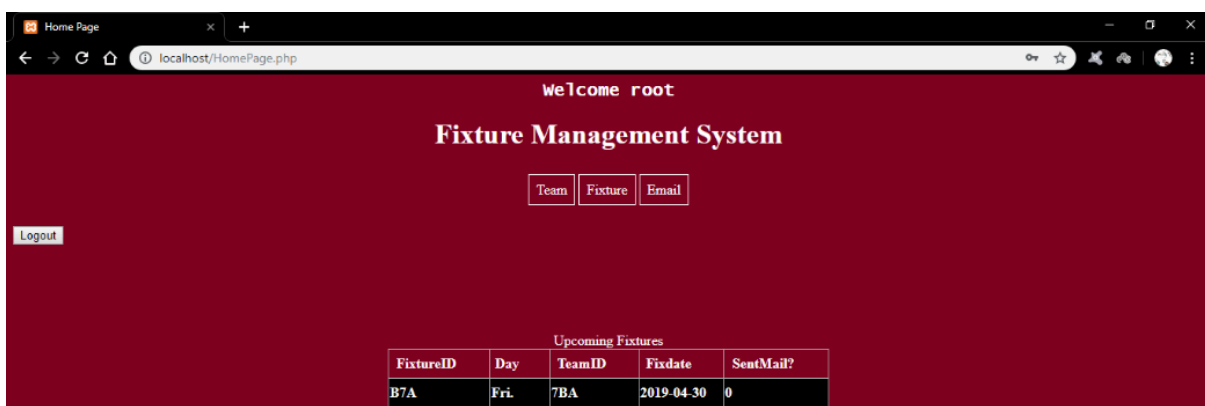 Home Page
localhost/HomePage.php
Welcome root
Fixture Management System
Team Fixture Email
Logout
Upcoming Fixtures
FixtureID Day TeamID Fixdate SentMail?
B7A Fri. 7BA 2019-04-30 0